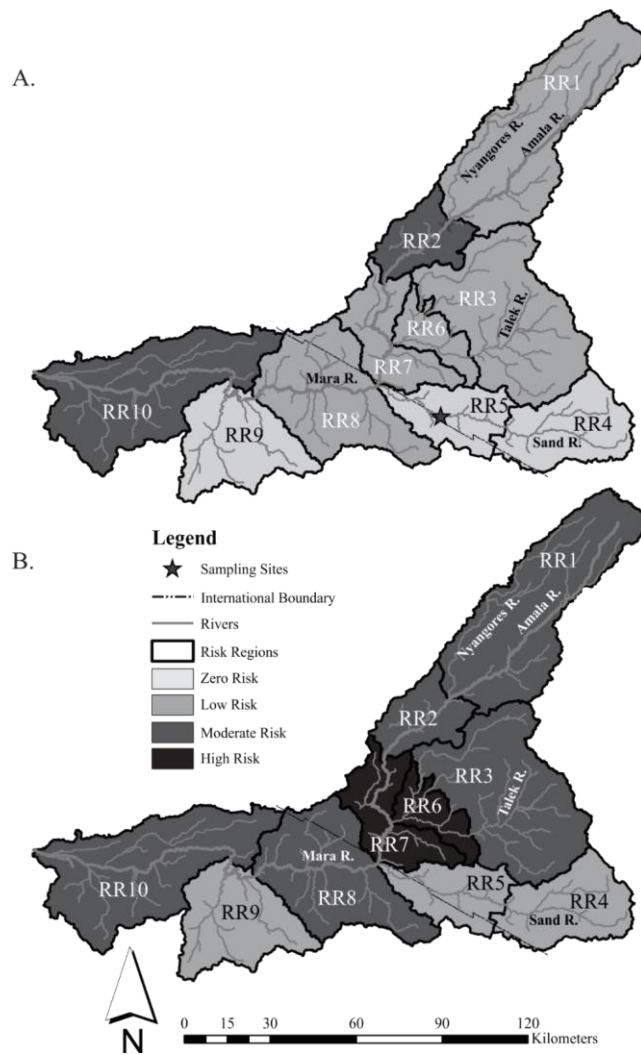 A.
RR1
Nyangores R.
Amala R.
RR2
RR3
Talek R.
RR6
RR7
Mara R.
RR5
RR10
RR8
RR4
RR9
Sand R.
Legend
B.
Sampling Sites
International Boundary
Rivers
Risk Regions
Zero Risk
Low Risk
Moderate Risk
High Risk
RR1
Nyangores R.
Amala R.
RR2
RR3
Talek R.
RR6
RR7
Mara R.
RR5
RR10
RR8
RR4
RR9
Sand R.
N
0 15 30 60 90 120
Kilometers